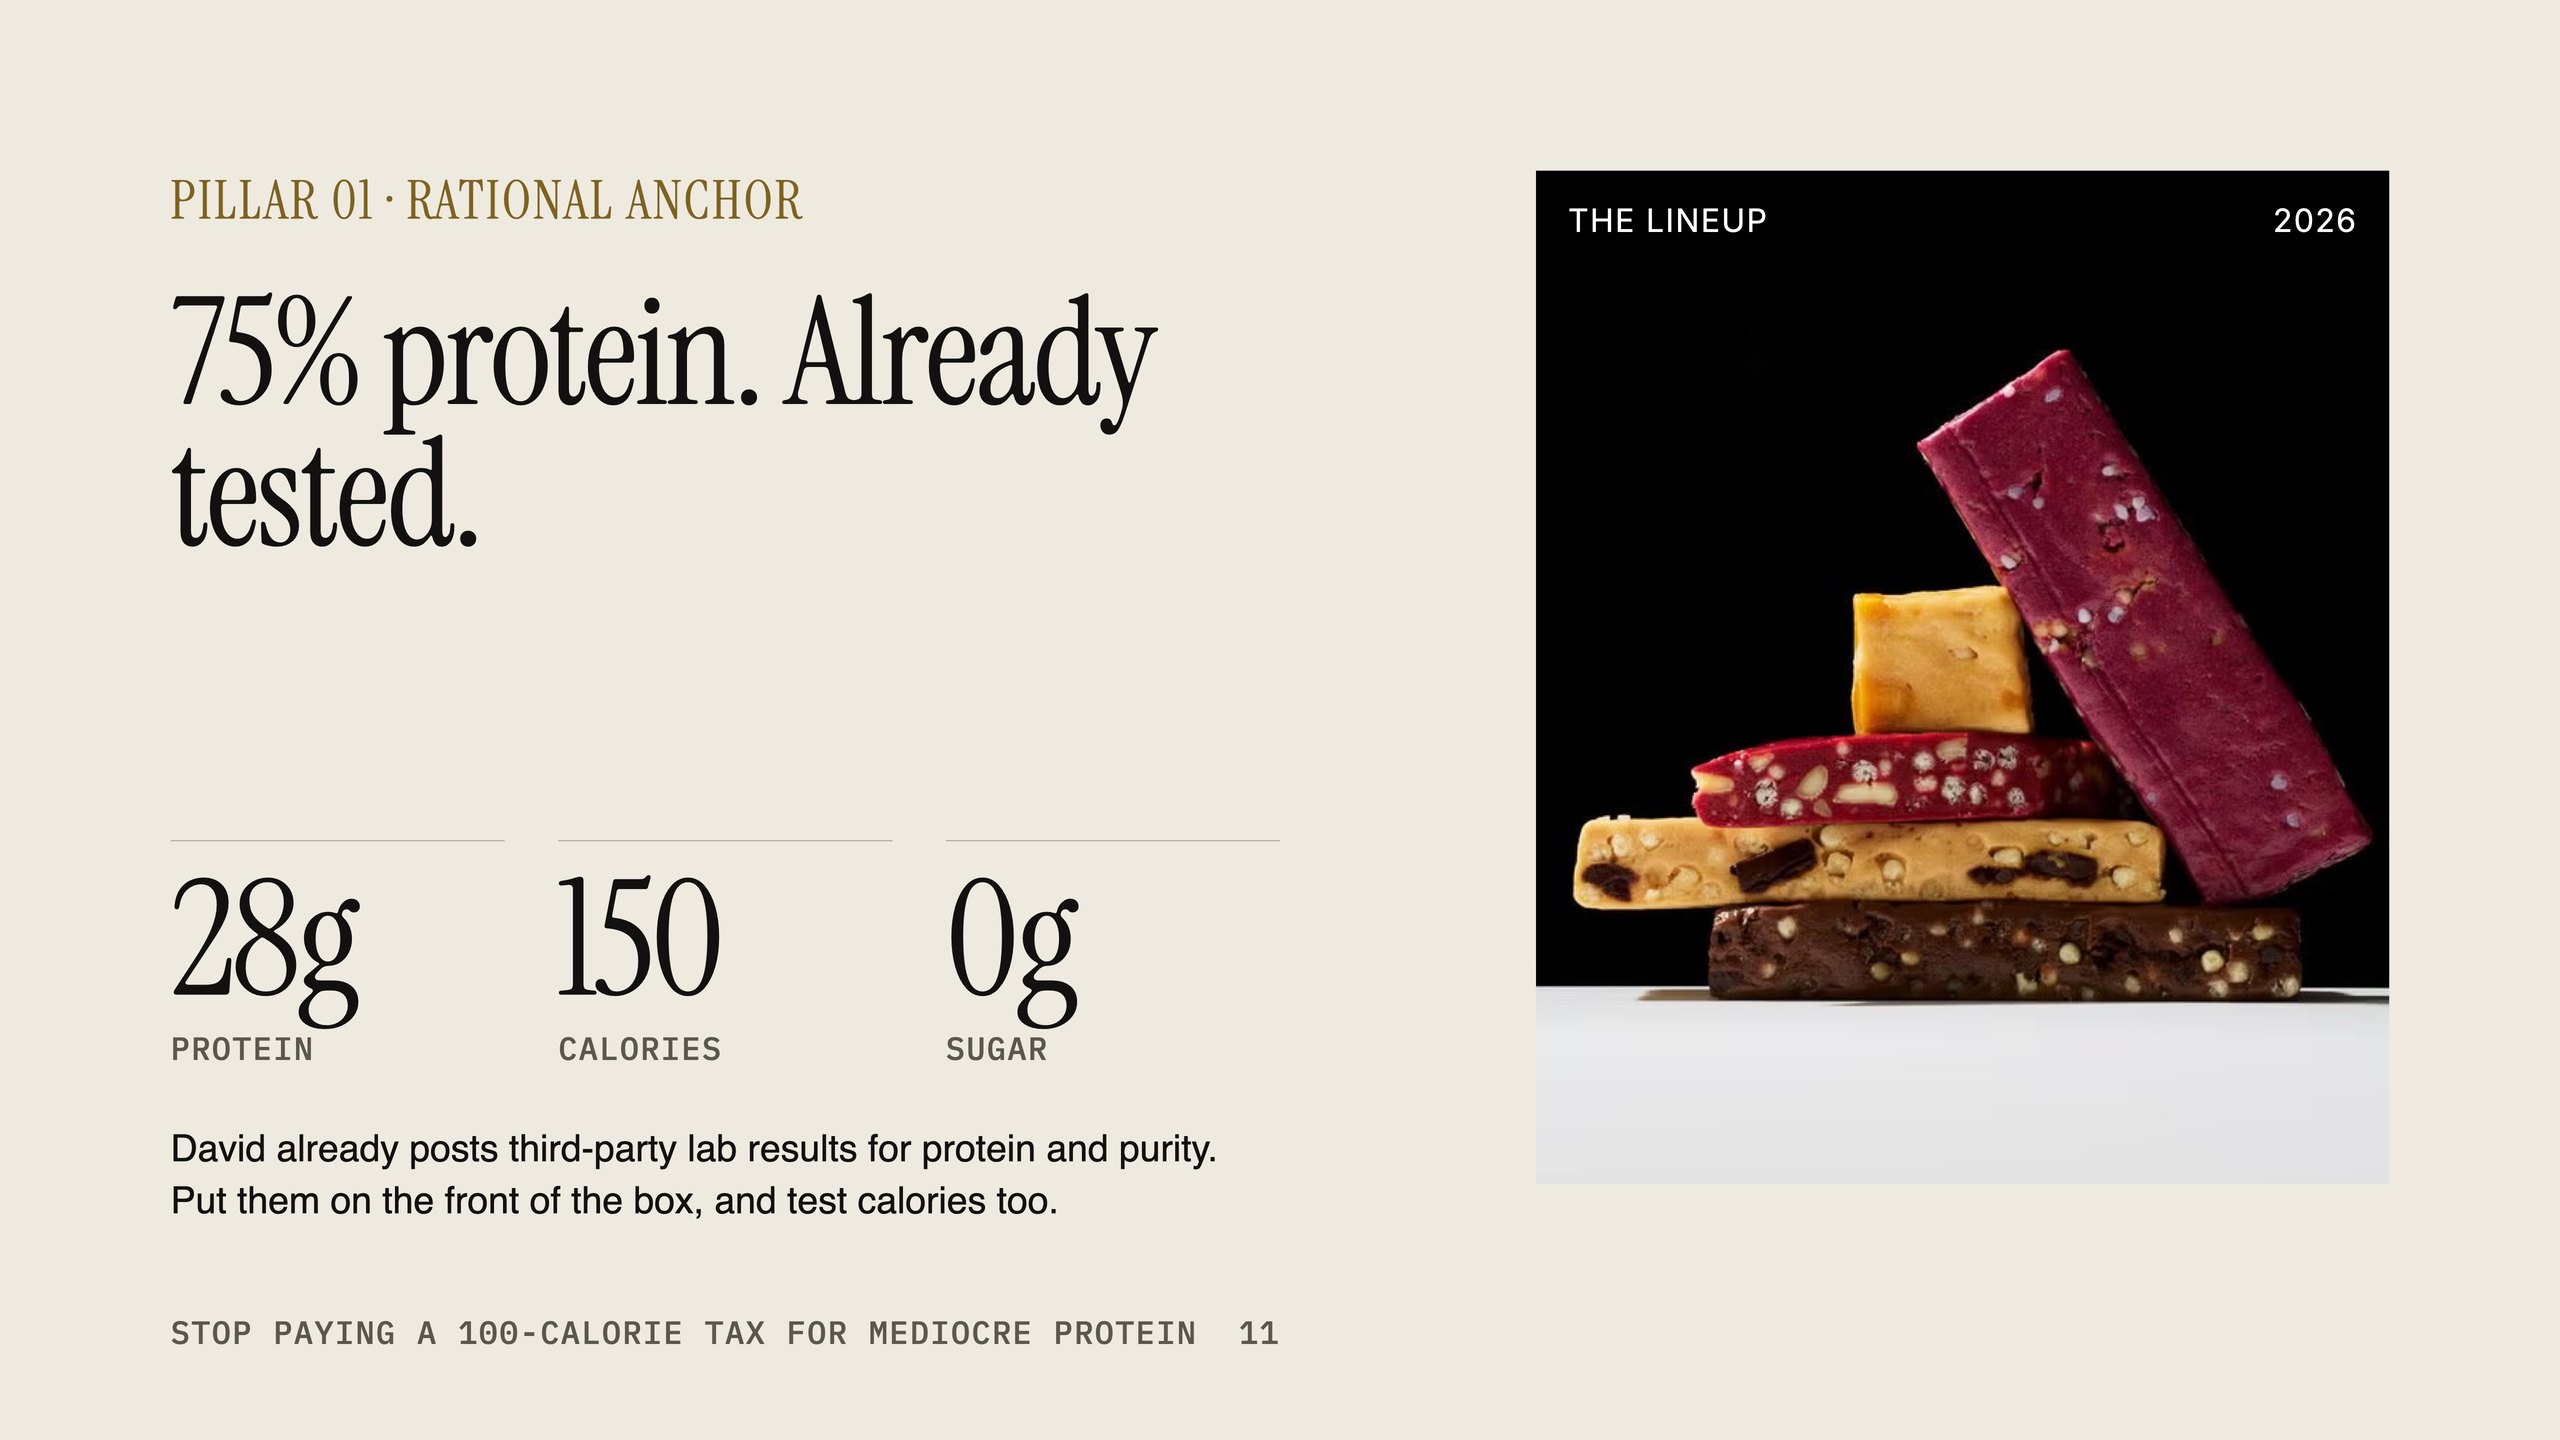 PILLAR 01 · RATIONAL ANCHOR
75% protein. Already
tested.
28g
PROTEIN
150
CALORIES
0g
SUGAR
David already posts third-party lab results for protein and purity.
Put them on the front of the box, and test calories too.
STOP PAYING A 100-CALORIE TAX FOR MEDIOCRE PROTEIN 11
THE LINEUP
2026